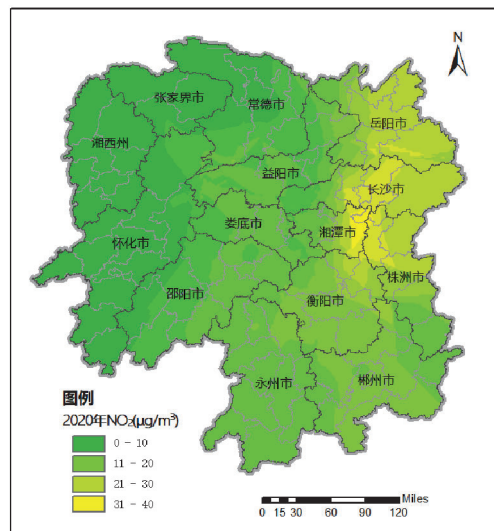 N
张家界市
常德市
岳阳市
湘西州
益阳市
长沙市
娄底市
湘潭市
怀化市
株洲市
邵阳市
衡阳市
永州市
郴州市
图例
2020年NO₂(μg/m³)
0 - 10
11 - 20
21 - 30
31 - 40
Miles
0 15 30 60 90 120